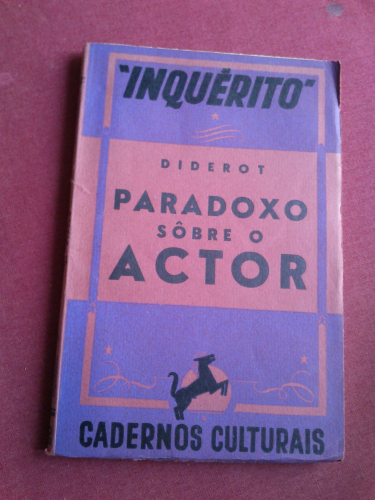 "INQUÉRITO"
DIDEROT
PARADOXO
SÔBRE O
ACTOR
CADERNOS CULTURAIS